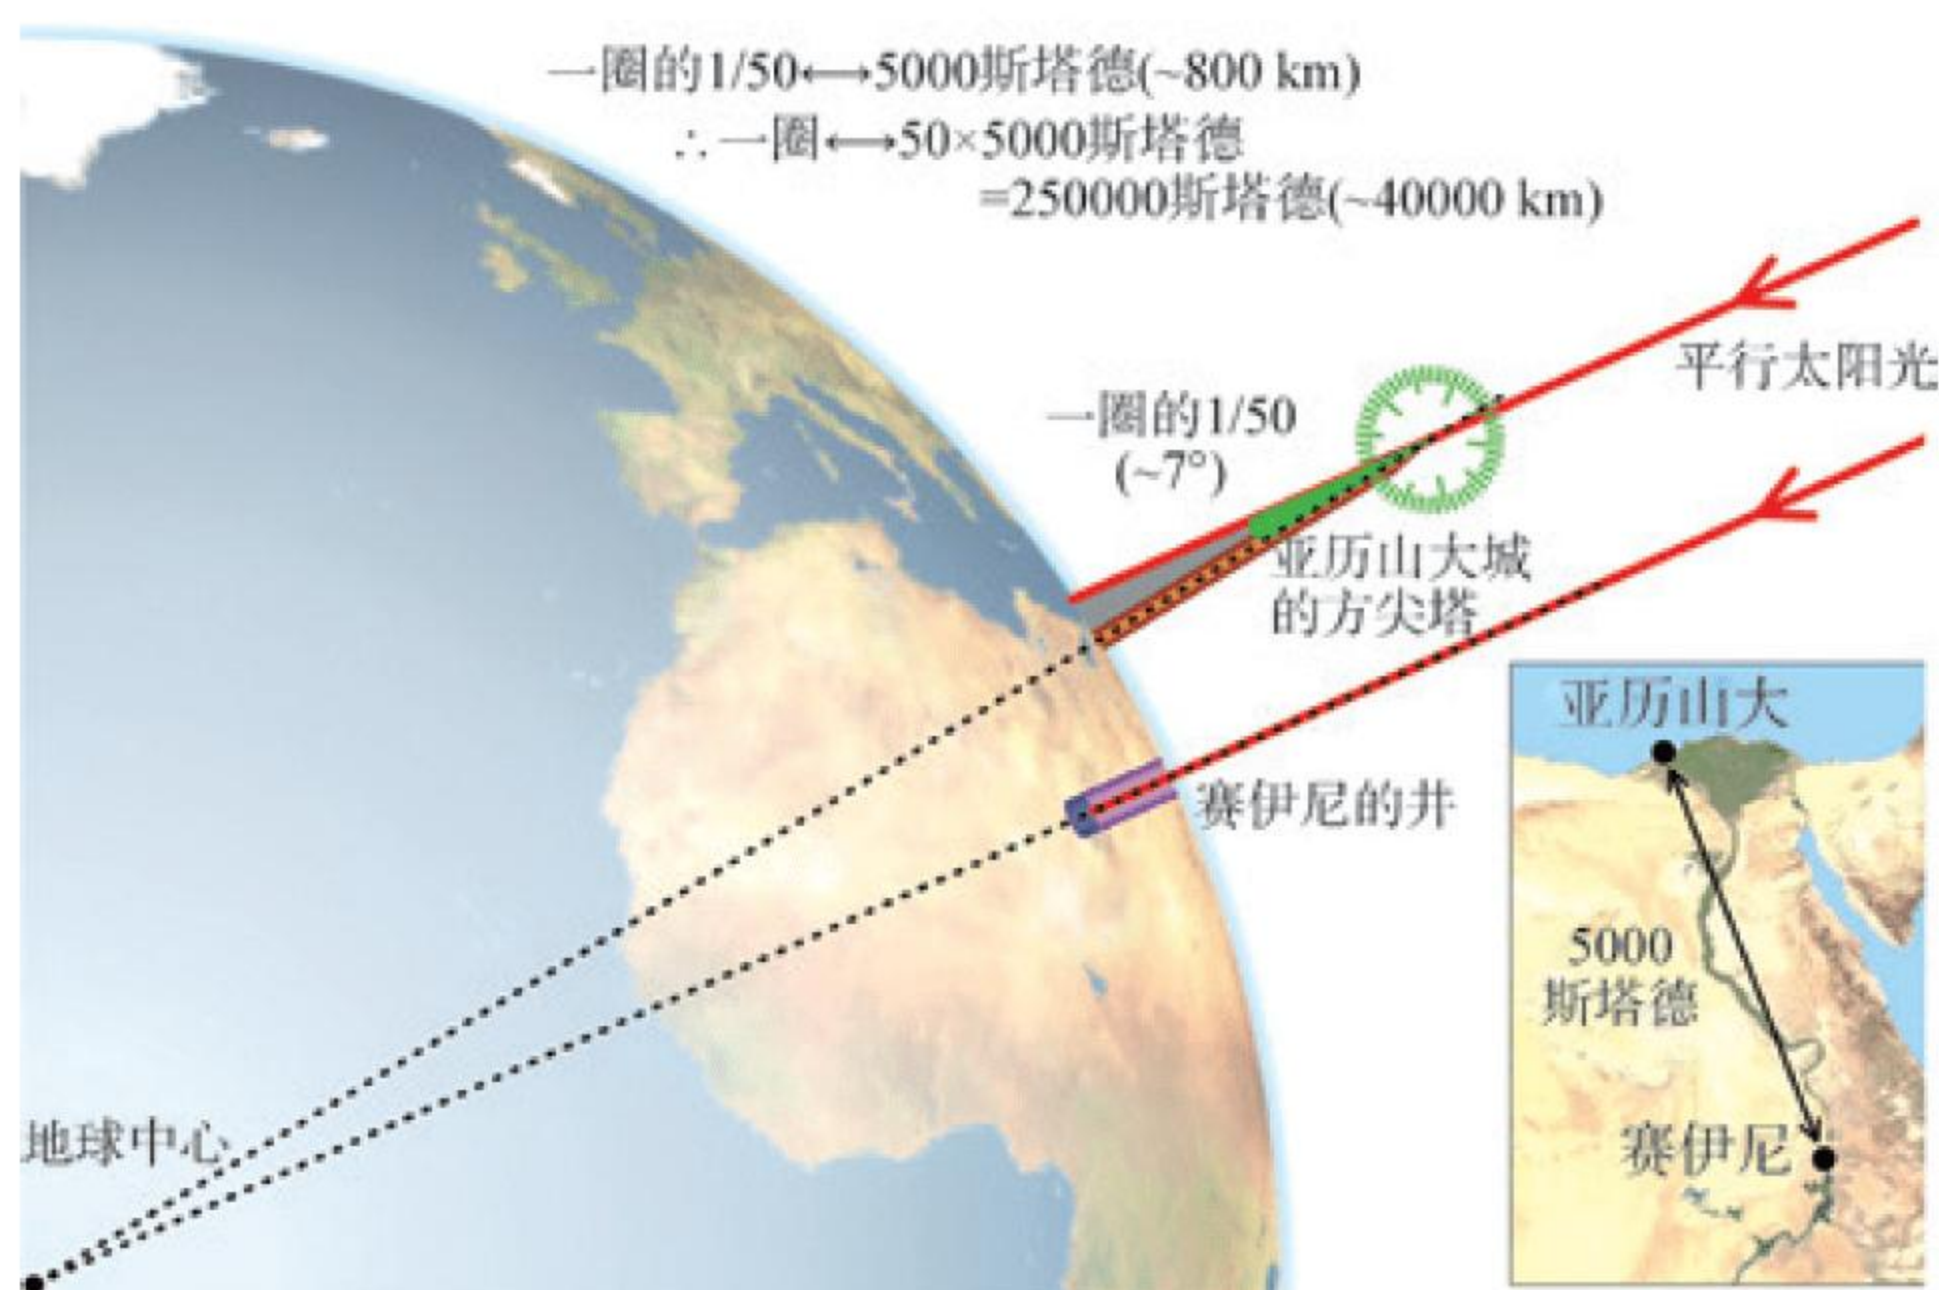 一圈的1/50⟷5000斯塔德(~800 km)
∴一圈⟷50×5000斯塔德
=250000斯塔德(~40000 km)
平行太阳光
一圈的1/50
(~7°)
亚历山大城
的方尖塔
赛伊尼的井
地球中心
亚历山大
5000
斯塔德
赛伊尼